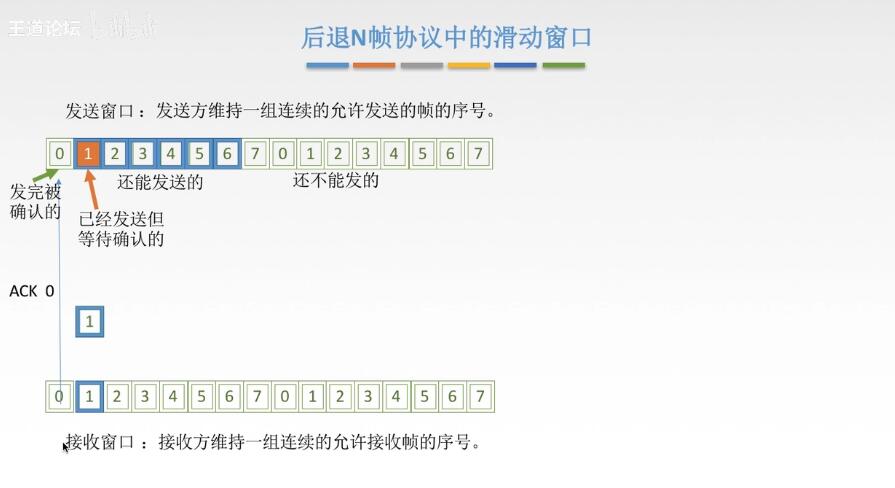 王道论坛
后退N帧协议中的滑动窗口
发送窗口：发送方维持一组连续的允许发送的帧的序号。
0 1 2 3 4 5 6 7 0 1 2 3 4 5 6 7
还能发送的
还不能发的
发完被
确认的
已经发送但
等待确认的
ACK 0
1
0 1 2 3 4 5 6 7 0 1 2 3 4 5 6 7
接收窗口：接收方维持一组连续的允许接收帧的序号。